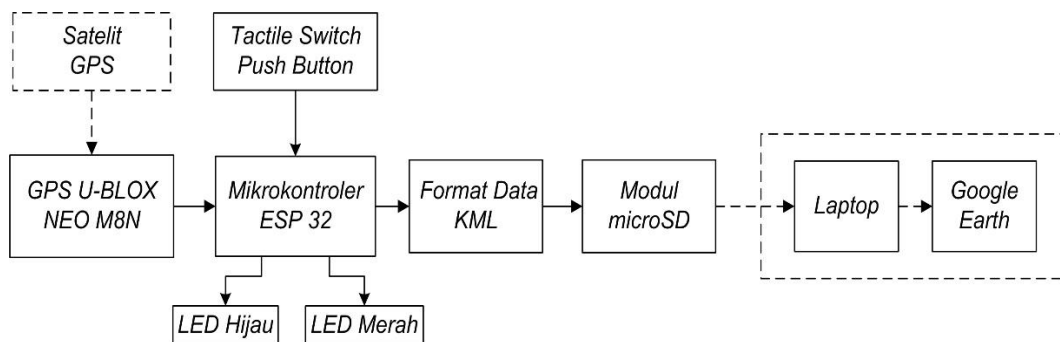 Satelit
GPS
Tactile Switch
Push Button
GPS U-BLOX
NEO M8N
Mikrokontroler
ESP 32
Format Data
KML
Modul
microSD
Laptop
Google
Earth
LED Hijau
LED Merah